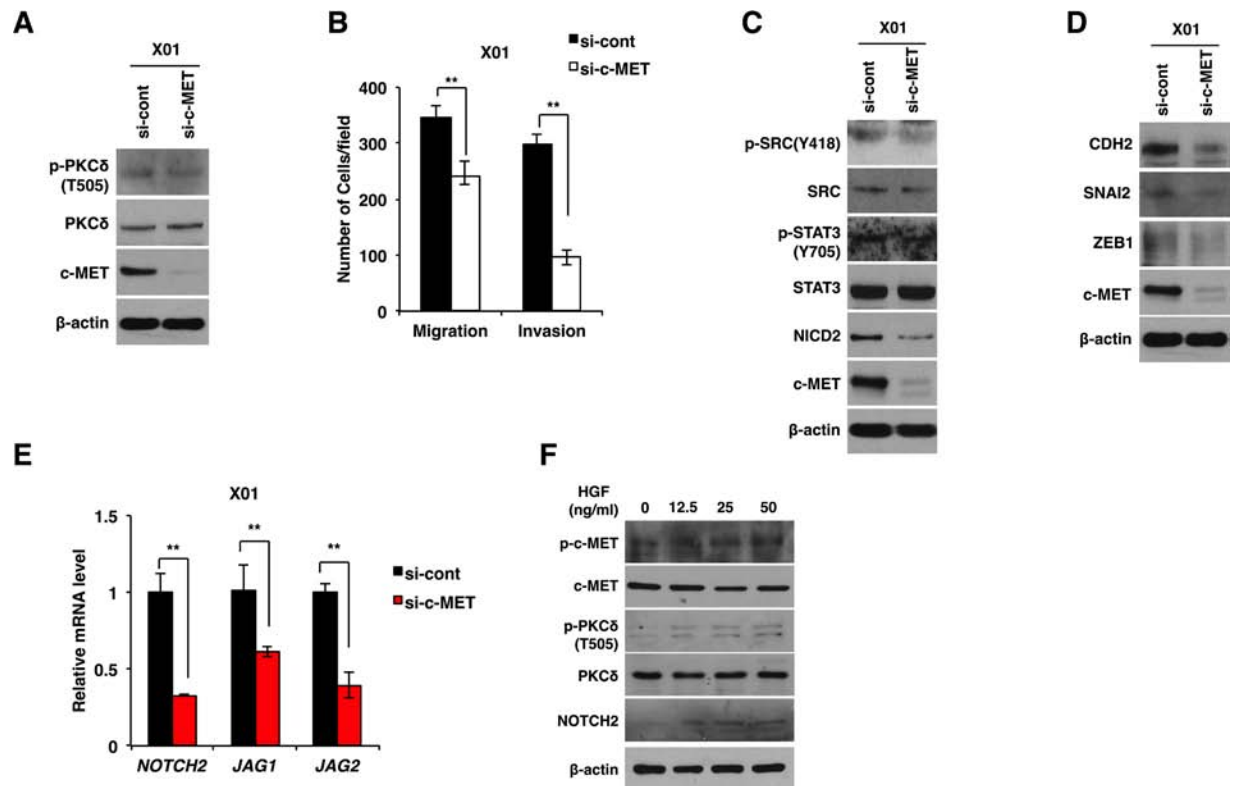 A
X01
si-cont
si-c-MET
p-PKCδ
(T505)
PKCδ
c-MET
β-actin
B
X01
si-cont
si-c-MET
Number of Cells/field
400
300
200
100
0
**
**
Migration
Invasion
C
X01
si-cont
si-c-MET
p-SRC(Y418)
SRC
p-STAT3
(Y705)
STAT3
NICD2
c-MET
β-actin
D
X01
si-cont
si-c-MET
CDH2
SNAI2
ZEB1
c-MET
β-actin
E
X01
Relative mRNA level
1.5
1
0.5
0
**
**
**
si-cont
si-c-MET
NOTCH2
JAG1
JAG2
F
HGF
(ng/ml)
0 12.5 25 50
p-c-MET
c-MET
p-PKCδ
(T505)
PKCδ
NOTCH2
β-actin